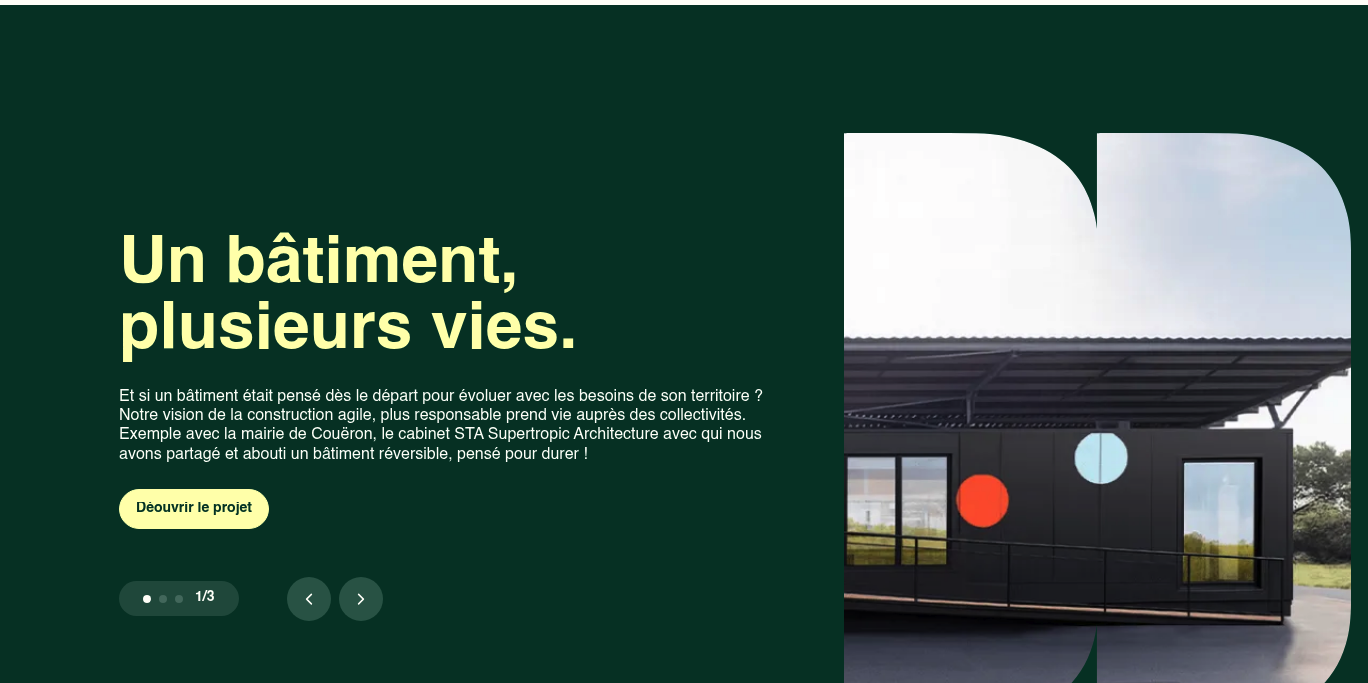 Un bâtiment,
plusieurs vies.
Et si un bâtiment était pensé dès le départ pour évoluer avec les besoins de son territoire ?
Notre vision de la construction agile, plus responsable prend vie auprès des collectivités.
Exemple avec la mairie de Couëron, le cabinet STA Supertropic Architecture avec qui nous
avons partagé et abouti un bâtiment réversible, pensé pour durer !
Déouvrir le projet
1/3